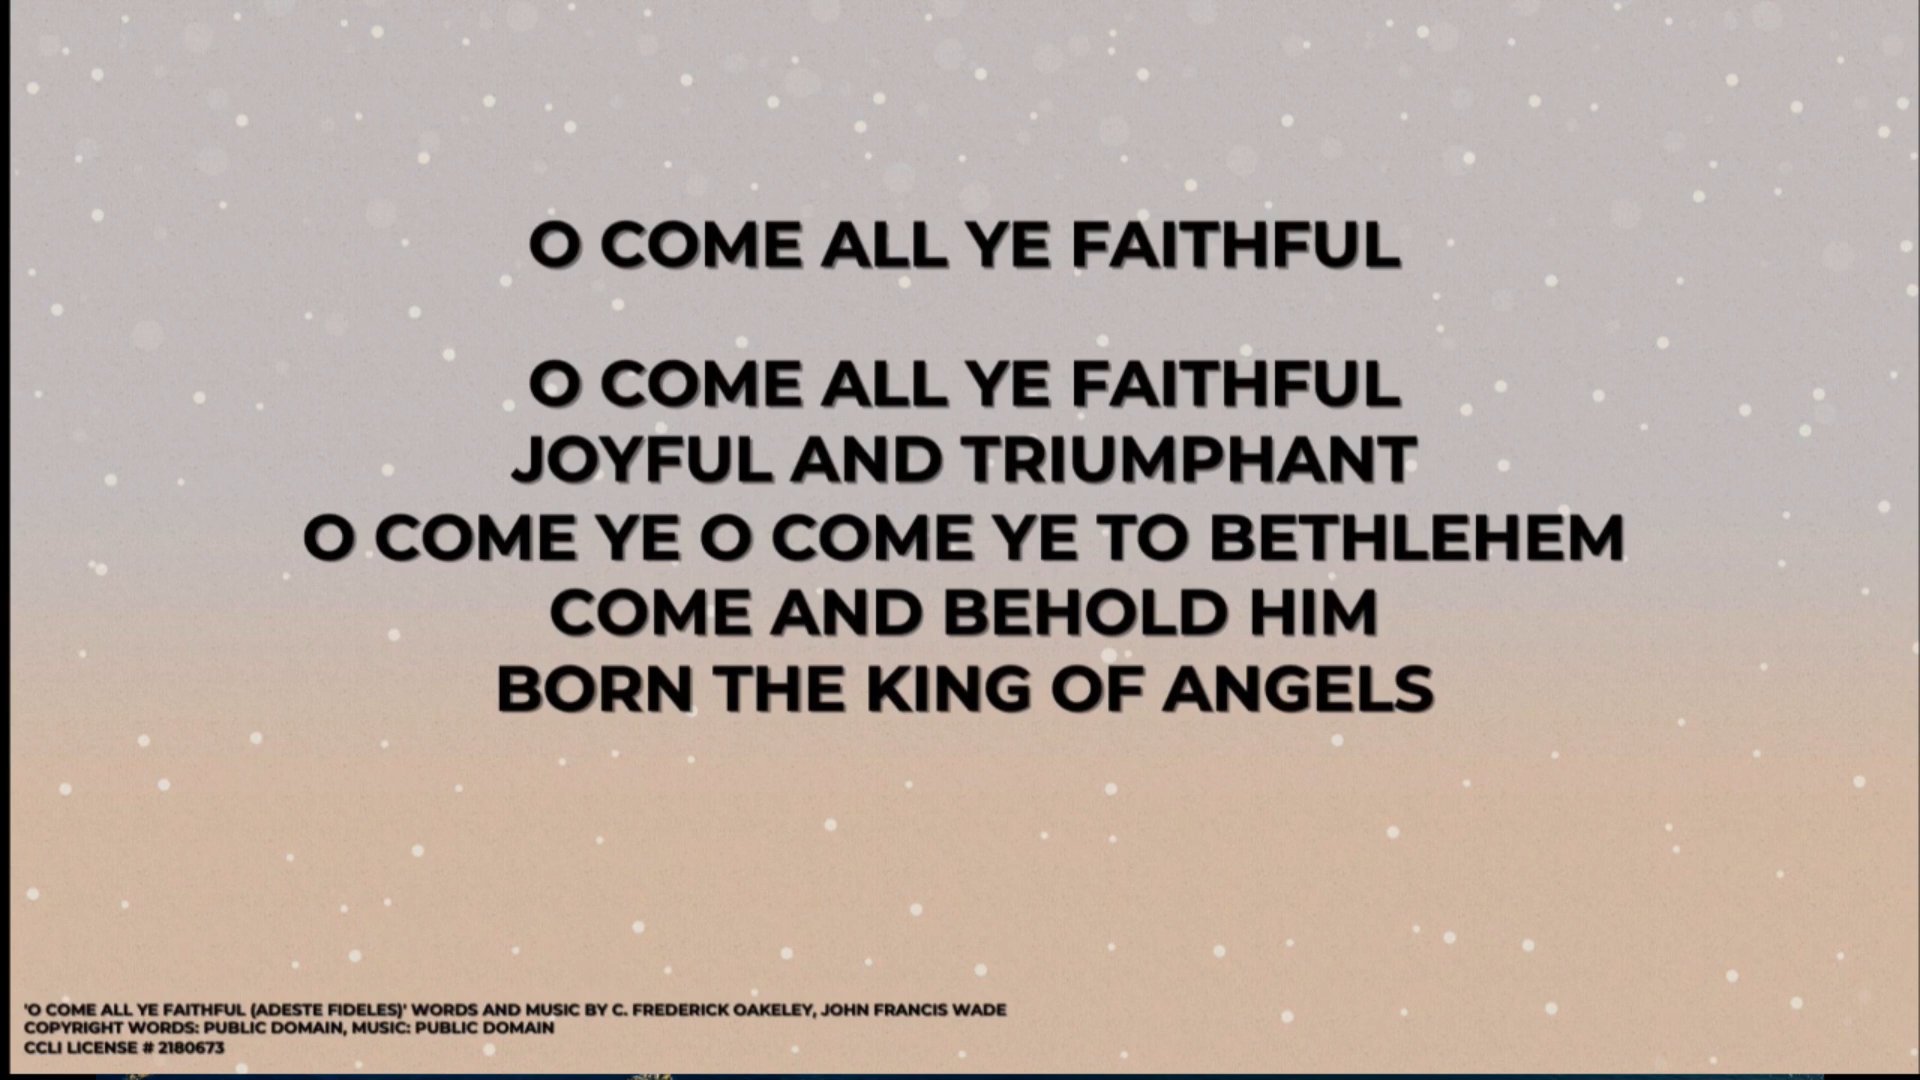 O COME ALL YE FAITHFUL
O COME ALL YE FAITHFUL
JOYFUL AND TRIUMPHANT
O COME YE O COME YE TO BETHLEHEM
COME AND BEHOLD HIM
BORN THE KING OF ANGELS
'O COME ALL YE FAITHFUL (ADESTE FIDELES)' WORDS AND MUSIC BY C. FREDERICK OAKELEY, JOHN FRANCIS WADE
COPYRIGHT WORDS: PUBLIC DOMAIN, MUSIC: PUBLIC DOMAIN
CCLI LICENSE # 2180673